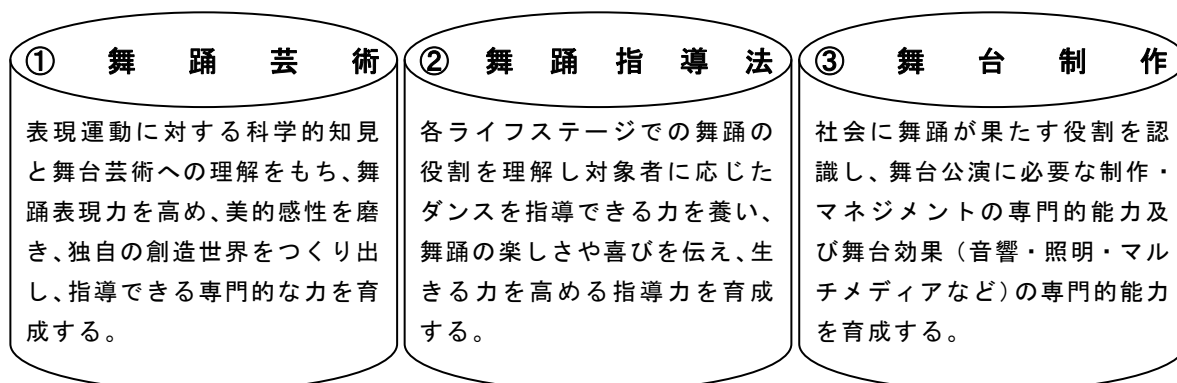 ① 舞踊芸術
表現運動に対する科学的知見
と舞台芸術への理解をもち、舞
踊表現力を高め、美的感性を磨
き、独自の創造世界をつくり出
し、指導できる専門的な力を育
成する。
② 舞踊指導法
各ライフステージでの舞踊の
役割を理解し対象者に応じた
ダンスを指導できる力を養い、
舞踊の楽しさや喜びを伝え、生
きる力を高める指導力を育成
する。
③ 舞台制作
社会に舞踊が果たす役割を認
識し、舞台公演に必要な制作・
マネジメントの専門的能力及
び舞台効果（音響・照明・マル
チメディアなど）の専門的能力
を育成する。